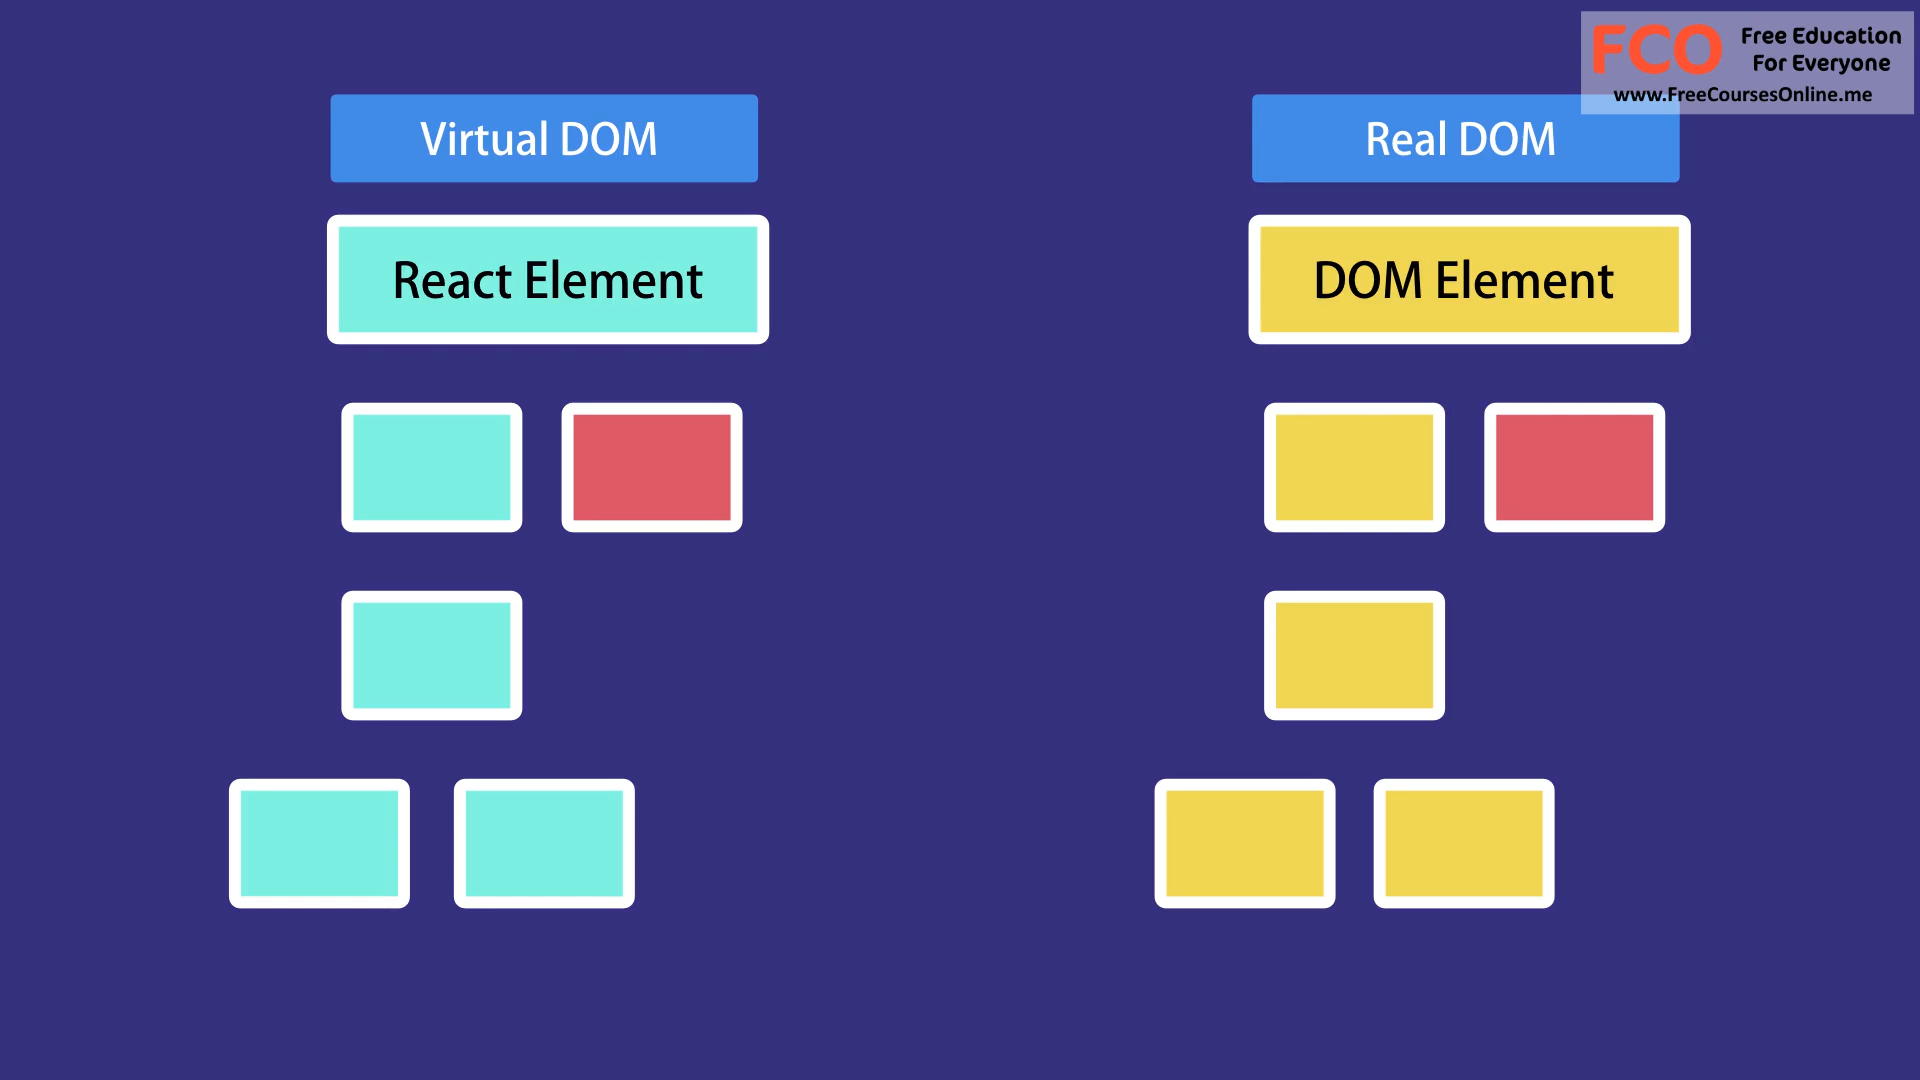 FCO
Free Education
For Everyone
www.FreeCoursesOnline.me
Virtual DOM
Real DOM
React Element
DOM Element